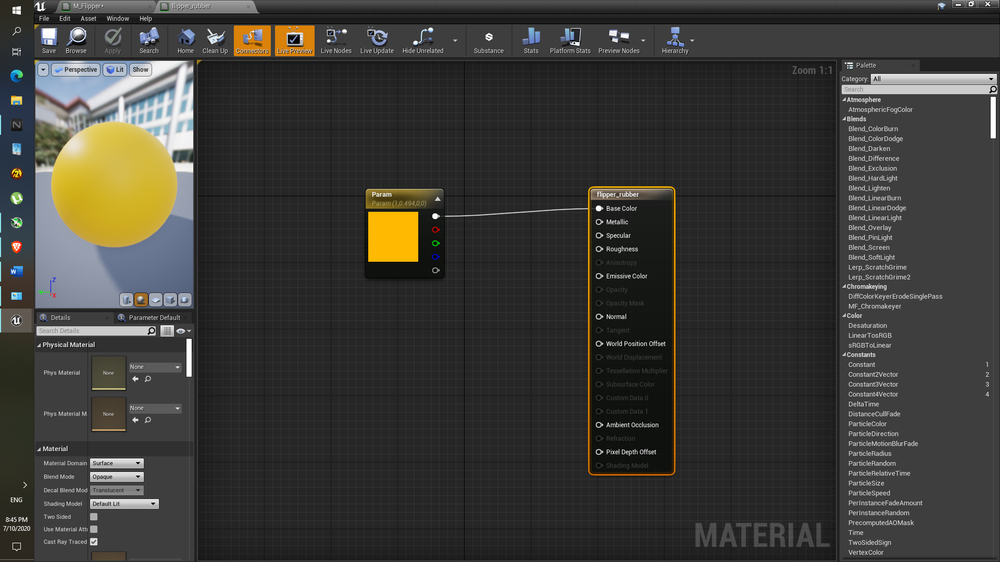 M_Flipper*
flipper_rubber
File Edit Asset Window Help
Save Browse Apply Search Home Clean Up Connectors Live Preview Live Nodes Live Update Hide Unrelated Substance Stats Platform Stats Preview Nodes Hierarchy
Perspective Lit Show
Zoom 1:1
Z
X
Param
Param (1,0.494,0,0)
flipper_rubber
Base Color
Metallic
Specular
Roughness
Anisotropy
Emissive Color
Opacity
Opacity Mask
Normal
Tangent
World Position Offset
World Displacement
Tessellation Multiplier
Subsurface Color
Custom Data 0
Custom Data 1
Ambient Occlusion
Refraction
Pixel Depth Offset
Shading Model
MATERIAL
Details
Parameter Default
Search Details
Physical Material
Phys Material
None
None
Phys Material M
None
None
Material
Material Domain Surface
Blend Mode Opaque
Decal Blend Mod Translucent
Shading Model Default Lit
Two Sided
Use Material Att
Cast Ray Traced
Palette
Category: All
Search
Atmosphere
AtmosphericFogColor
Blends
Blend_ColorBurn
Blend_ColorDodge
Blend_Darken
Blend_Difference
Blend_Exclusion
Blend_HardLight
Blend_Lighten
Blend_LinearBurn
Blend_LinearDodge
Blend_LinearLight
Blend_Overlay
Blend_PinLight
Blend_Screen
Blend_SoftLight
Lerp_ScratchGrime
Lerp_ScratchGrime2
Chromakeying
DiffColorKeyerErodeSinglePass
MF_Chromakeyer
Color
Desaturation
LinearTosRGB
sRGBToLinear
Constants
Constant 1
Constant2Vector 2
Constant3Vector 3
Constant4Vector 4
DeltaTime
DistanceCullFade
ParticleColor
ParticleDirection
ParticleMotionBlurFade
ParticleRadius
ParticleRandom
ParticleRelativeTime
ParticleSize
ParticleSpeed
PerInstanceFadeAmount
PerInstanceRandom
PrecomputedAOMask
Time
TwoSidedSign
VertexColor
ENG
8:45 PM
7/10/2020